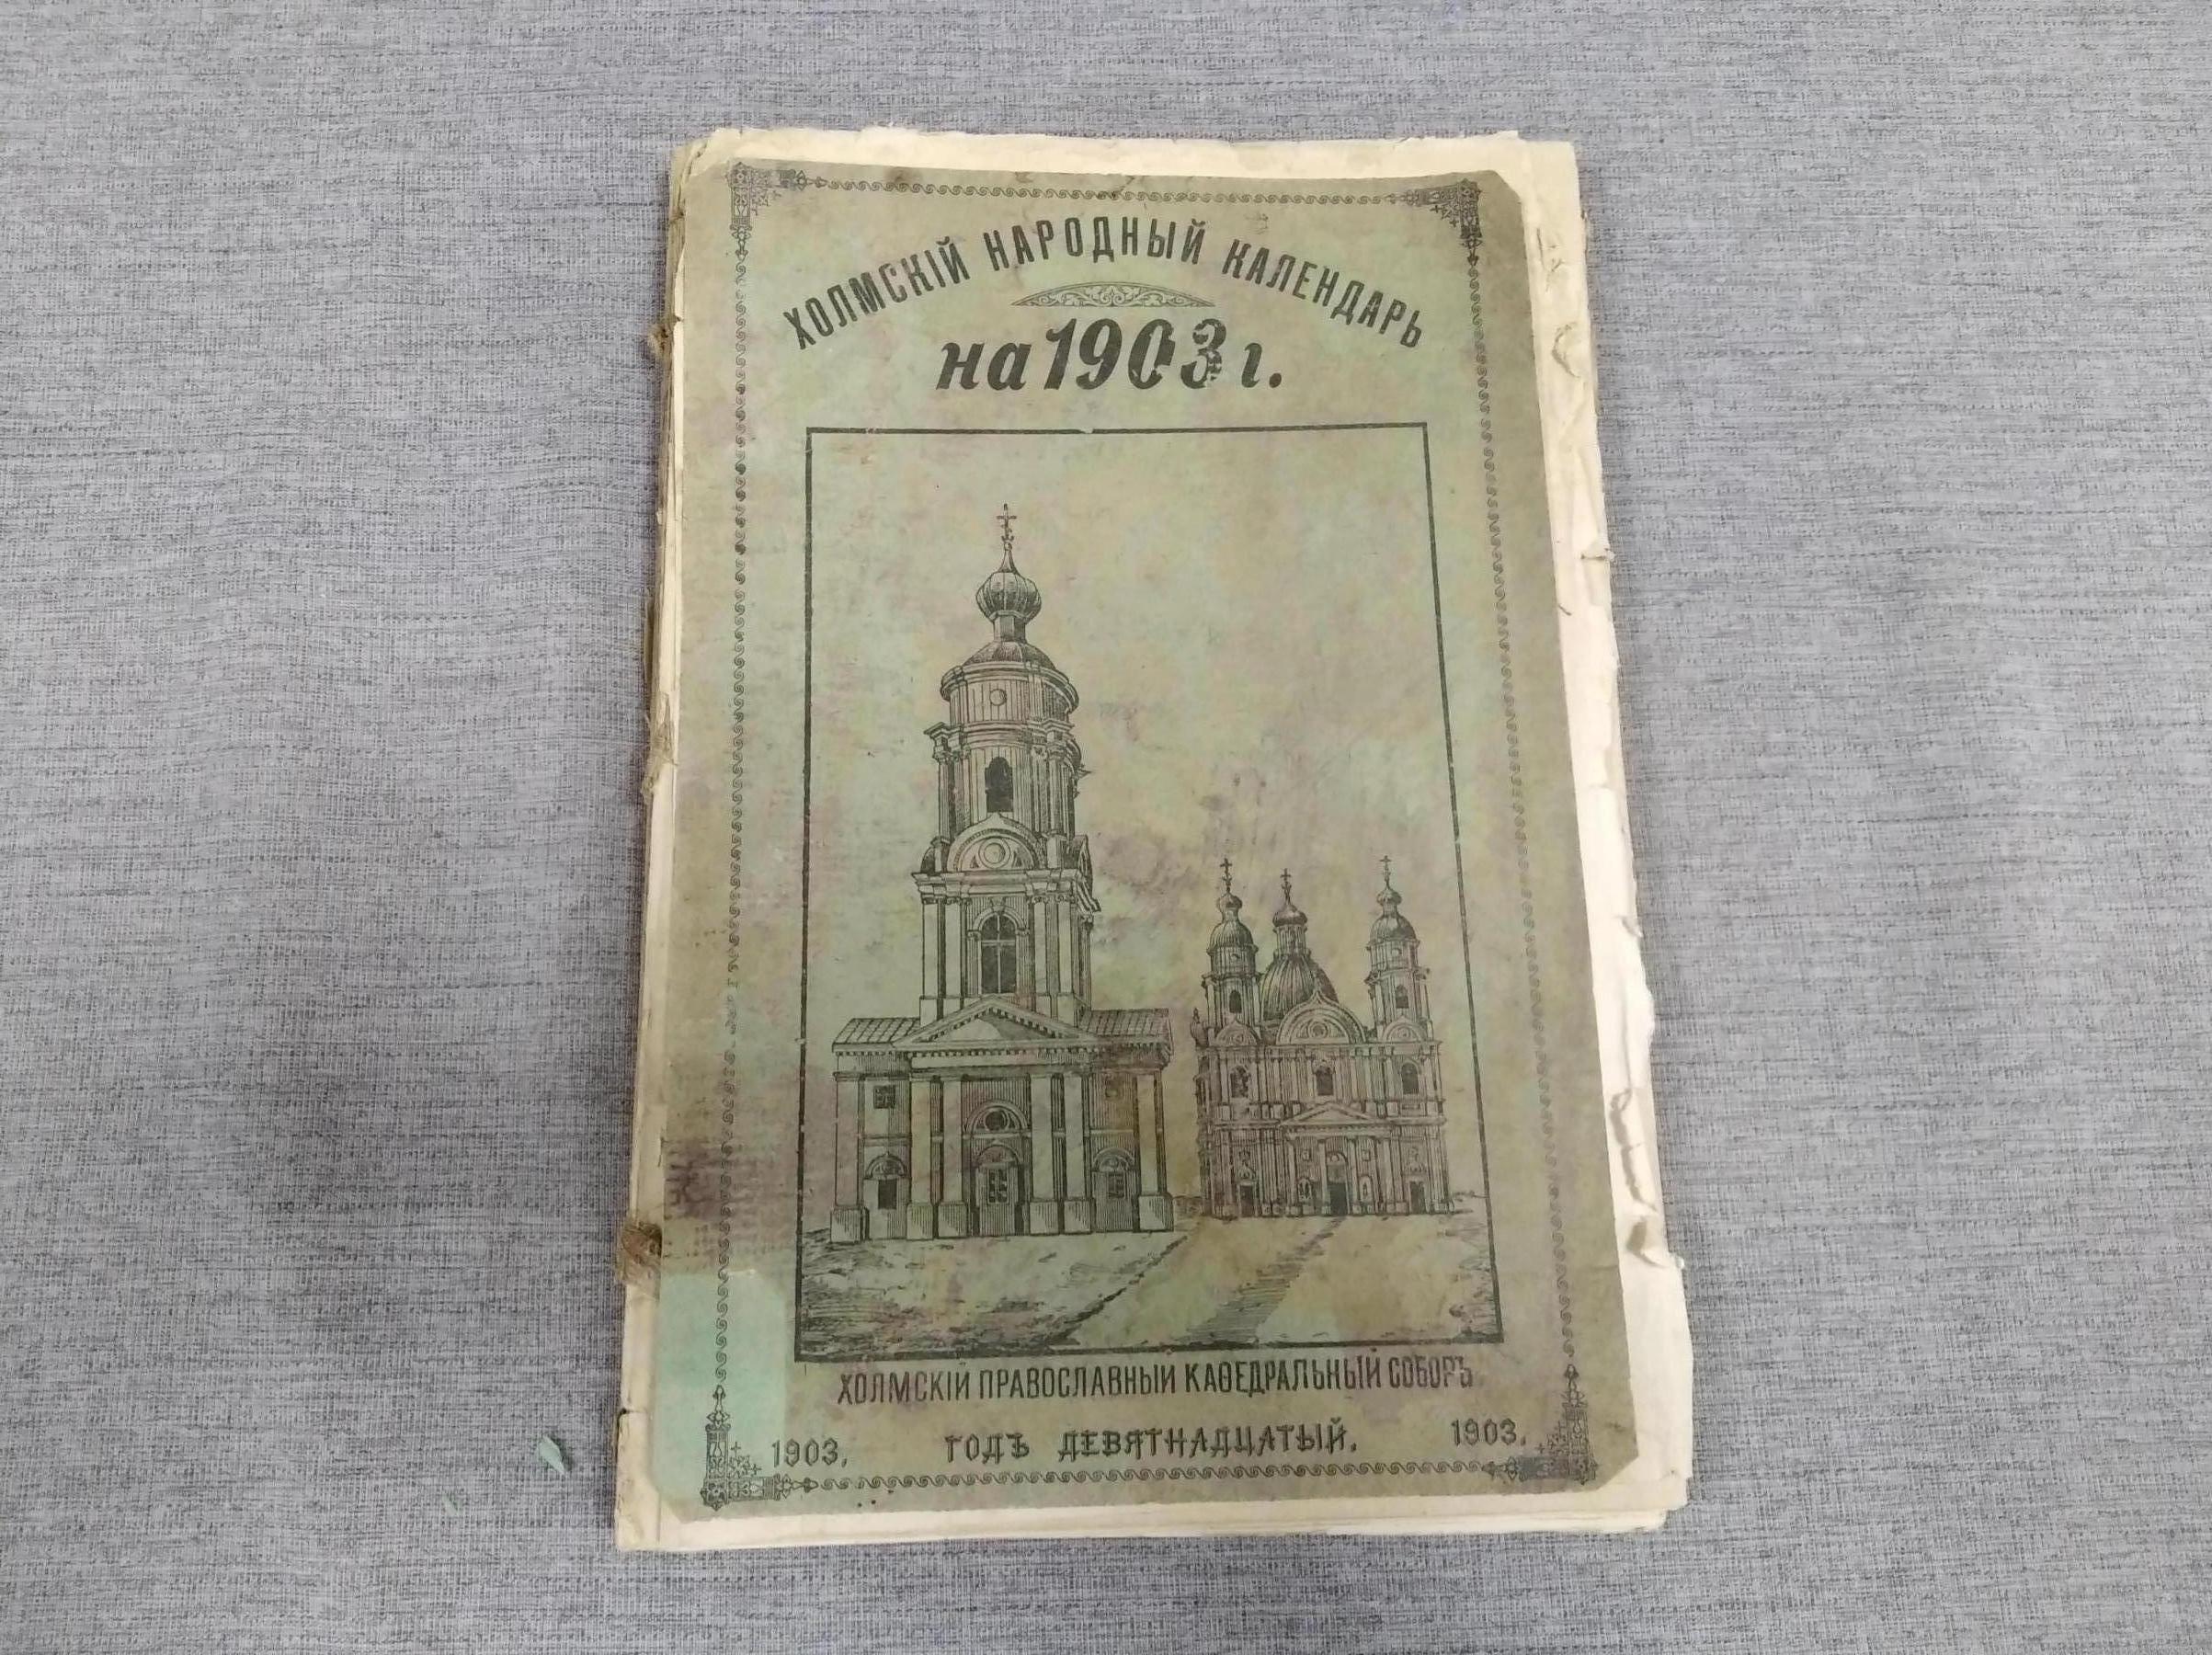 ХОЛМСКІЙ НАРОДНЫЙ КАЛЕНДАРЬ
на 1903 г.
ХОЛМСКІЙ ПРАВОСЛАВНЫЙ КАѲЕДРАЛЬНЫЙ СОБОРЪ.
1903. ГОДЪ ДЕВЯТНАДЦАТЫЙ. 1903.